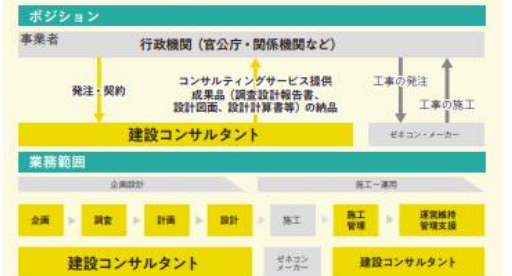 ポジション
事業者
行政機関（官公庁・関係機関など）
発注・契約
コンサルティングサービス提供
成果品（調査設計報告書、
設計図面、設計計算書等）の納品
工事の発注
工事の施工
建設コンサルタント
ゼネコン・メーカー
業務範囲
企画設計
施工－運用
企画
調査
計画
設計
施工
施工
管理
運営維持
管理支援
建設コンサルタント
ゼネコン
メーカー
建設コンサルタント